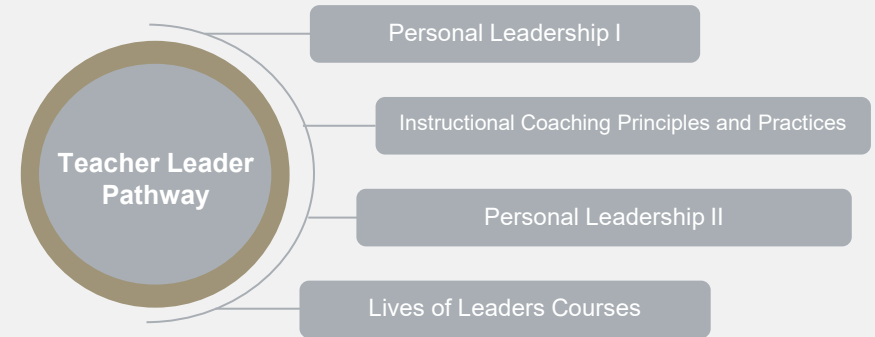 Personal Leadership I
Instructional Coaching Principles and Practices
Teacher Leader
Pathway
Personal Leadership II
Lives of Leaders Courses